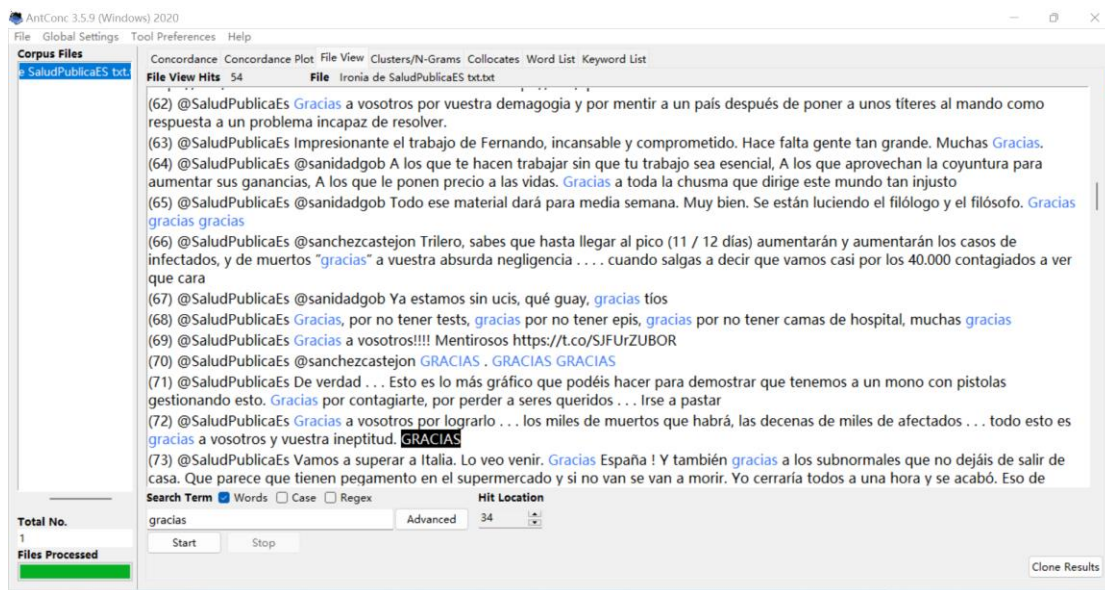 AntConc 3.5.9 (Windows) 2020
File Global Settings Tool Preferences Help
Corpus Files
e SaludPublicaES txt.
Concordance Concordance Plot File View Clusters/N-Grams Collocates Word List Keyword List
File View Hits 54 File Ironia de SaludPublicaES txt.txt
(62) @SaludPublicaEs Gracias a vosotros por vuestra demagogia y por mentir a un país después de poner a unos títeres al mando como
respuesta a un problema incapaz de resolver.
(63) @SaludPublicaEs Impresionante el trabajo de Fernando, incansable y comprometido. Hace falta gente tan grande. Muchas Gracias.
(64) @SaludPublicaEs @sanidadgob A los que te hacen trabajar sin que tu trabajo sea esencial, A los que aprovechan la coyuntura para
aumentar sus ganancias, A los que le ponen precio a las vidas. Gracias a toda la chusma que dirige este mundo tan injusto
(65) @SaludPublicaEs @sanidadgob Todo ese material dará para media semana. Muy bien. Se están luciendo el filólogo y el filósofo. Gracias
gracias gracias
(66) @SaludPublicaEs @sanchezcastejon Trilero, sabes que hasta llegar al pico (11 / 12 días) aumentarán y aumentarán los casos de
infectados, y de muertos "gracias" a vuestra absurda negligencia . . . . cuando salgas a decir que vamos casi por los 40.000 contagiados a ver
que cara
(67) @SaludPublicaEs @sanidadgob Ya estamos sin ucis, qué guay, gracias tíos
(68) @SaludPublicaEs Gracias, por no tener tests, gracias por no tener epis, gracias por no tener camas de hospital, muchas gracias
(69) @SaludPublicaEs Gracias a vosotros!!!! Mentirosos https://t.co/SJFUrZUBOR
(70) @SaludPublicaEs @sanchezcastejon GRACIAS . GRACIAS GRACIAS
(71) @SaludPublicaEs De verdad . . . Esto es lo más gráfico que podéis hacer para demostrar que tenemos a un mono con pistolas
gestionando esto. Gracias por contagiarte, por perder a seres queridos . . . Irse a pastar
(72) @SaludPublicaEs Gracias a vosotros por lograrlo . . . los miles de muertos que habrá, las decenas de miles de afectados . . . todo esto es
gracias a vosotros y vuestra ineptitud. GRACIAS
(73) @SaludPublicaEs Vamos a superar a Italia. Lo veo venir. Gracias España ! Y también gracias a los subnormales que no dejáis de salir de
casa. Que parece que tienen pegamento en el supermercado y si no van se van a morir. Yo cerraría todos a una hora y se acabó. Eso de
Search Term Words Case Regex Hit Location
gracias Advanced 34
Start Stop
Total No.
1
Files Processed
Clone Results